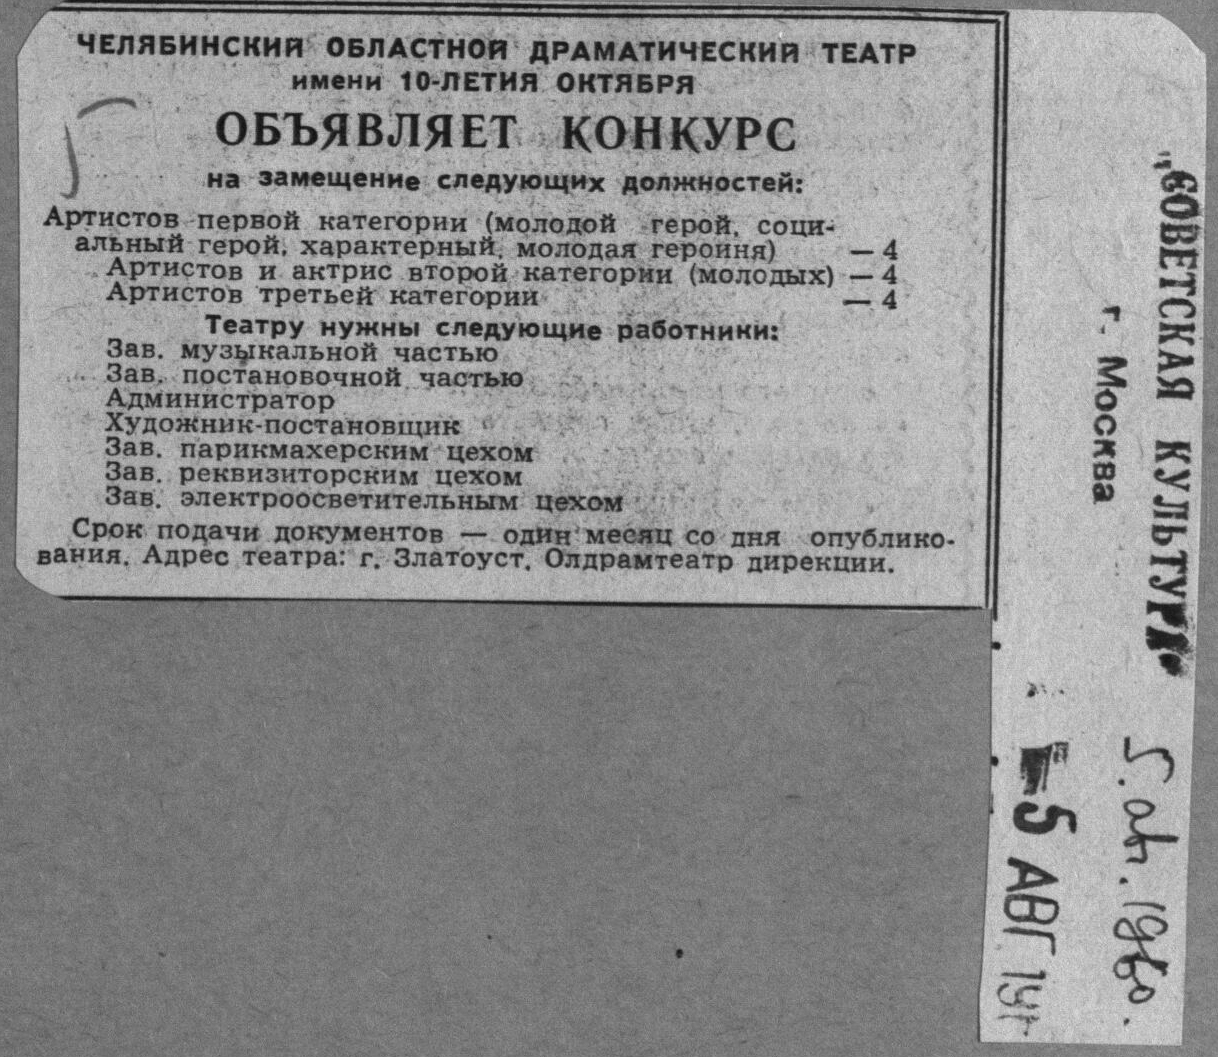 ЧЕЛЯБИНСКИЙ ОБЛАСТНОЙ ДРАМАТИЧЕСКИЙ ТЕАТР
имени 10-ЛЕТИЯ ОКТЯБРЯ
ОБЪЯВЛЯЕТ КОНКУРС
на замещение следующих должностей:
Артистов первой категории (молодой герой, соци-
альный герой, характерный, молодая героиня) — 4
Артистов и актрис второй категории (молодых) — 4
Артистов третьей категории — 4
Театру нужны следующие работники:
Зав. музыкальной частью
Зав. постановочной частью
Администратор
Художник-постановщик
Зав. парикмахерским цехом
Зав. реквизиторским цехом
Зав. электроосветительным цехом
Срок подачи документов — один месяц со дня опублико-
вания. Адрес театра: г. Златоуст, Олдрамтеатр дирекции.
„СОВЕТСКАЯ КУЛЬТУРА"
г. Москва
5. авг. 1960.
5 АВГ